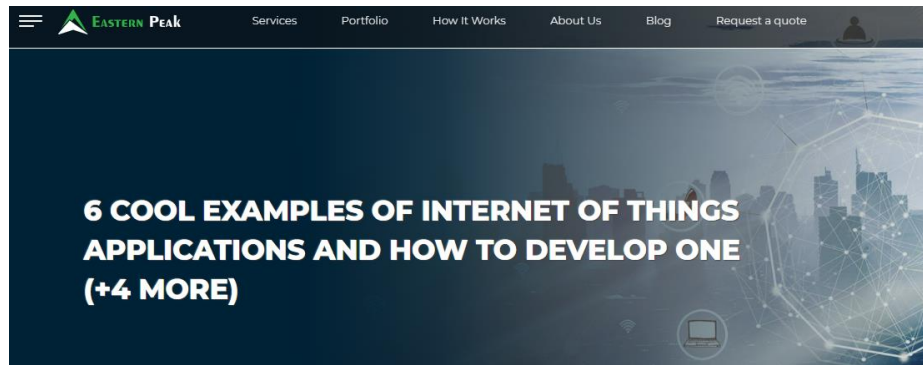 EASTERN PEAK Services Portfolio How It Works About Us Blog Request a quote
6 COOL EXAMPLES OF INTERNET OF THINGS
APPLICATIONS AND HOW TO DEVELOP ONE
(+4 MORE)